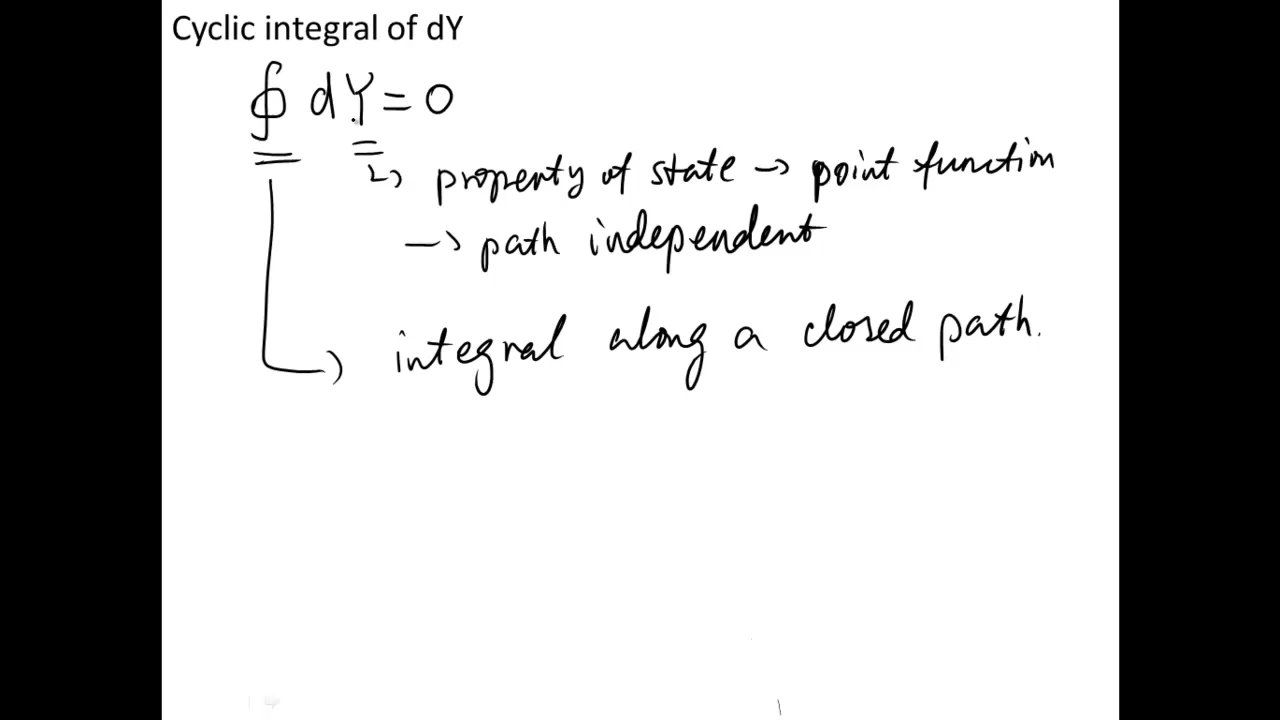 Cyclic integral of dY
∮ dY = 0
↳ property of state → point function
→ path independent
→ integral along a closed path.